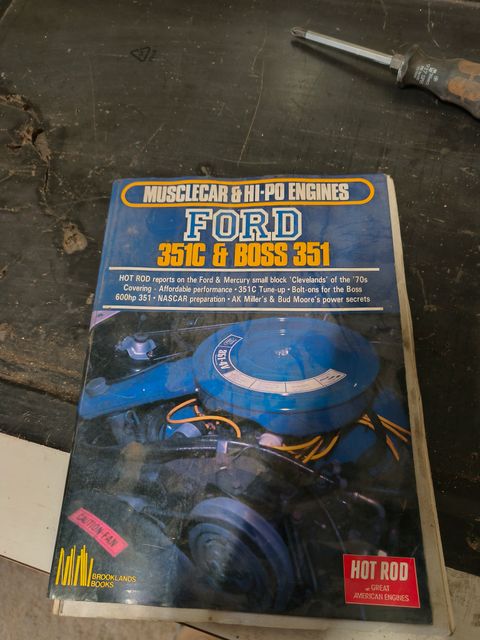 MUSCLECAR & HI-PO ENGINES
FORD
351C & BOSS 351
HOT ROD reports on the Ford & Mercury small block 'Clevelands' of the '70s
Covering - Affordable performance • 351C Tune-up • Bolt-ons for the Boss
600hp 351 • NASCAR preparation • AK Miller's & Bud Moore's power secrets
351-4V
CAUTION-FAN
BROOKLANDS
BOOKS
HOT ROD
GREAT
AMERICAN ENGINES